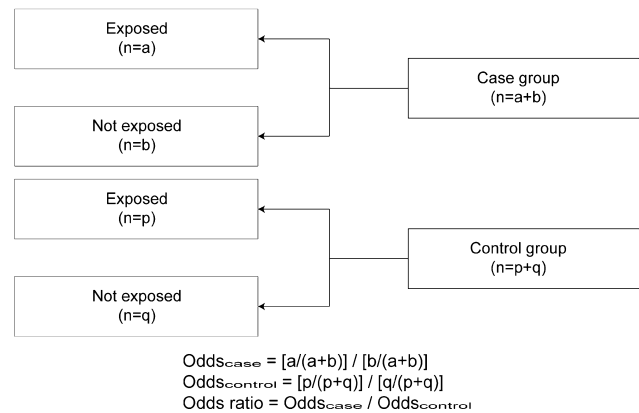 Exposed
(n=a)
Case group
(n=a+b)
Not exposed
(n=b)
Exposed
(n=p)
Control group
(n=p+q)
Not exposed
(n=q)
Oddscase = [a/(a+b)] / [b/(a+b)]
Oddscontrol = [p/(p+q)] / [q/(p+q)]
Odds ratio = Oddscase / Oddscontrol